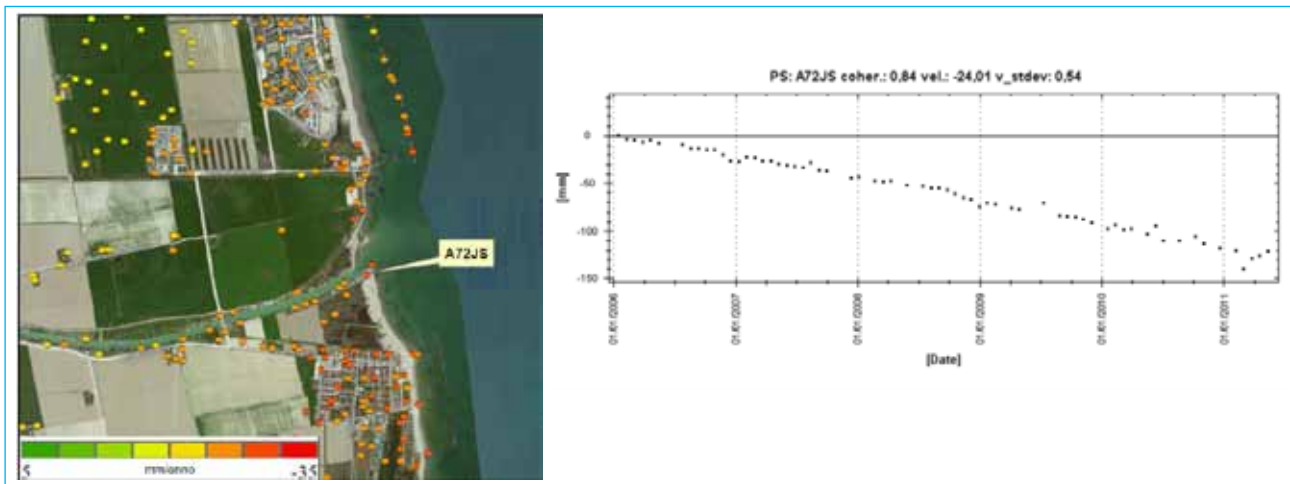 A72JS
5 mm/anno -35
PS: A72JS coher.: 0,84 vel.: -24,01 v_stdev: 0,54
[mm]
0
-50
-100
-150
01/01/2006
01/01/2007
01/01/2008
01/01/2009
01/01/2010
01/01/2011
[Date]